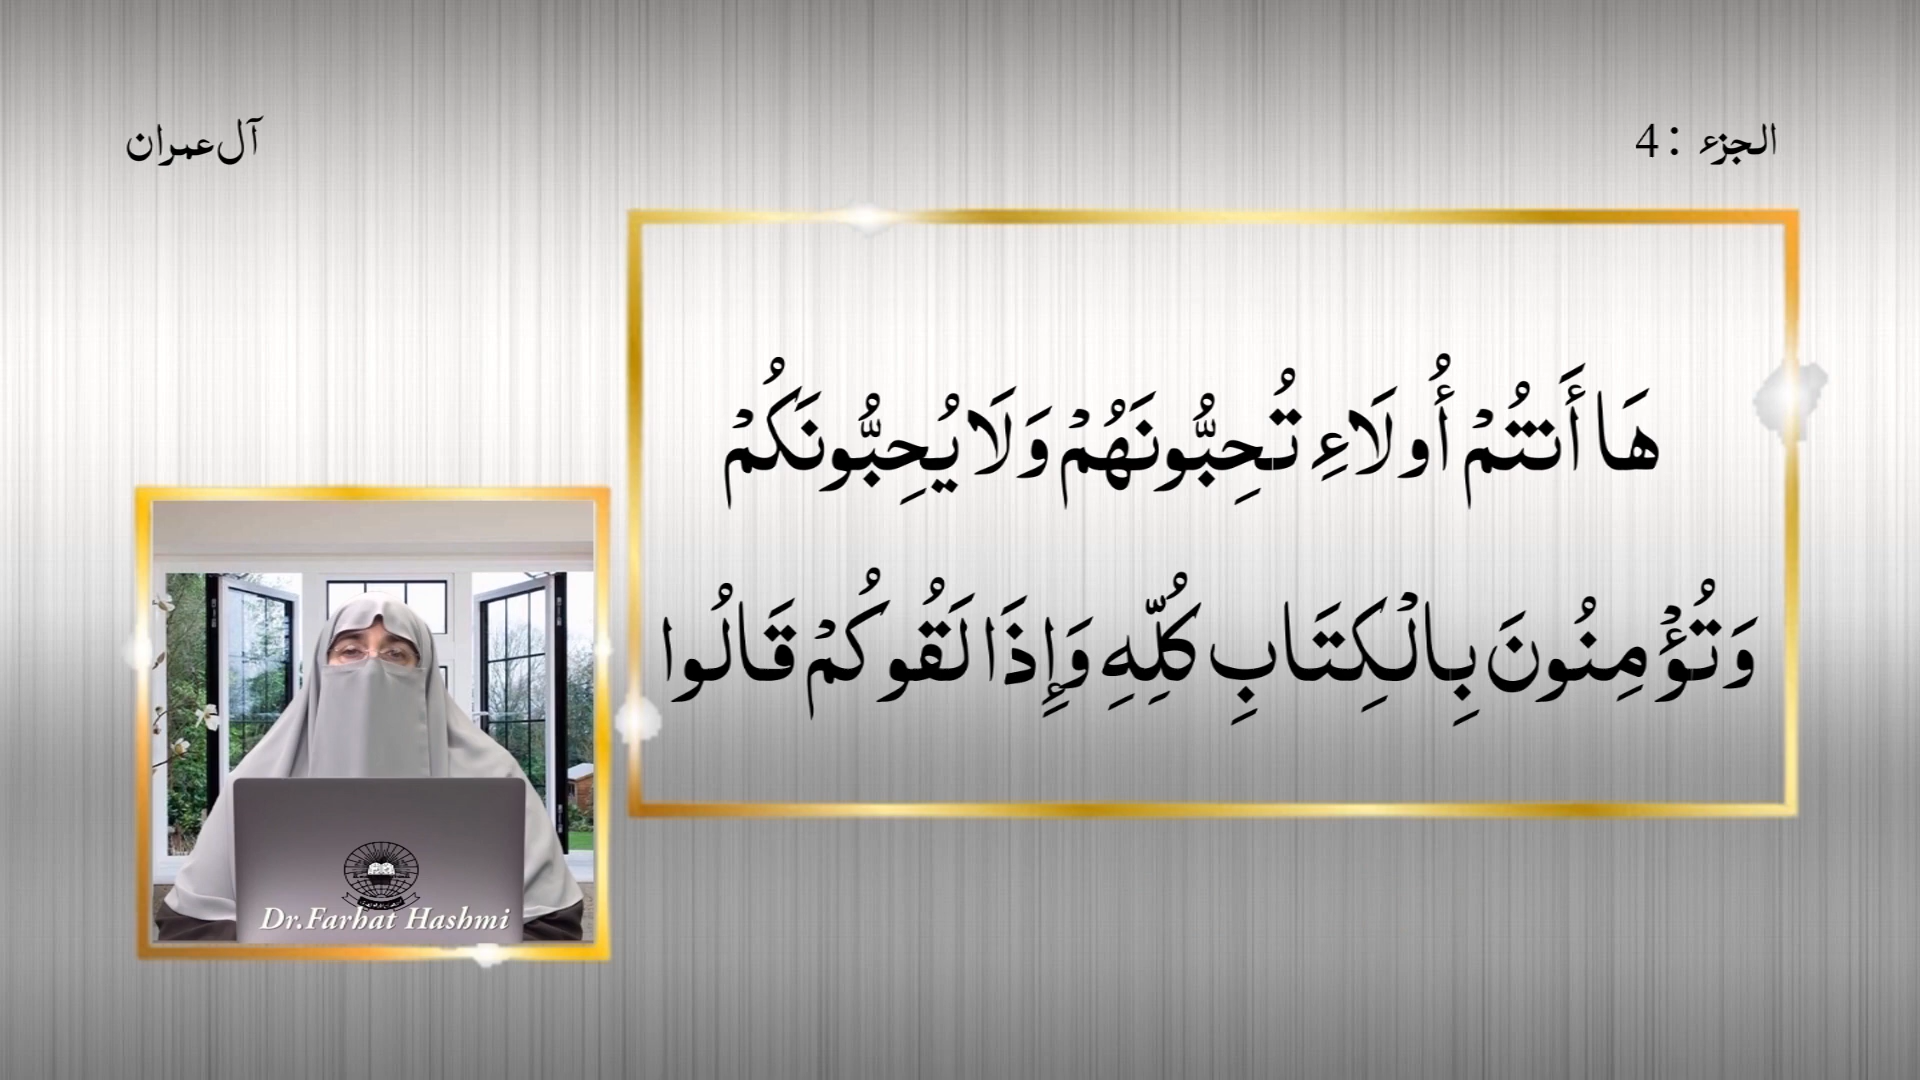 الجزء : 4
آل عمران
هَا أَنتُمْ أُولَاءِ تُحِبُّونَهُمْ وَلَا يُحِبُّونَكُمْ
وَتُؤْمِنُونَ بِالْكِتَابِ كُلِّهِ وَإِذَا لَقُوكُمْ قَالُوا
Dr.Farhat Hashmi